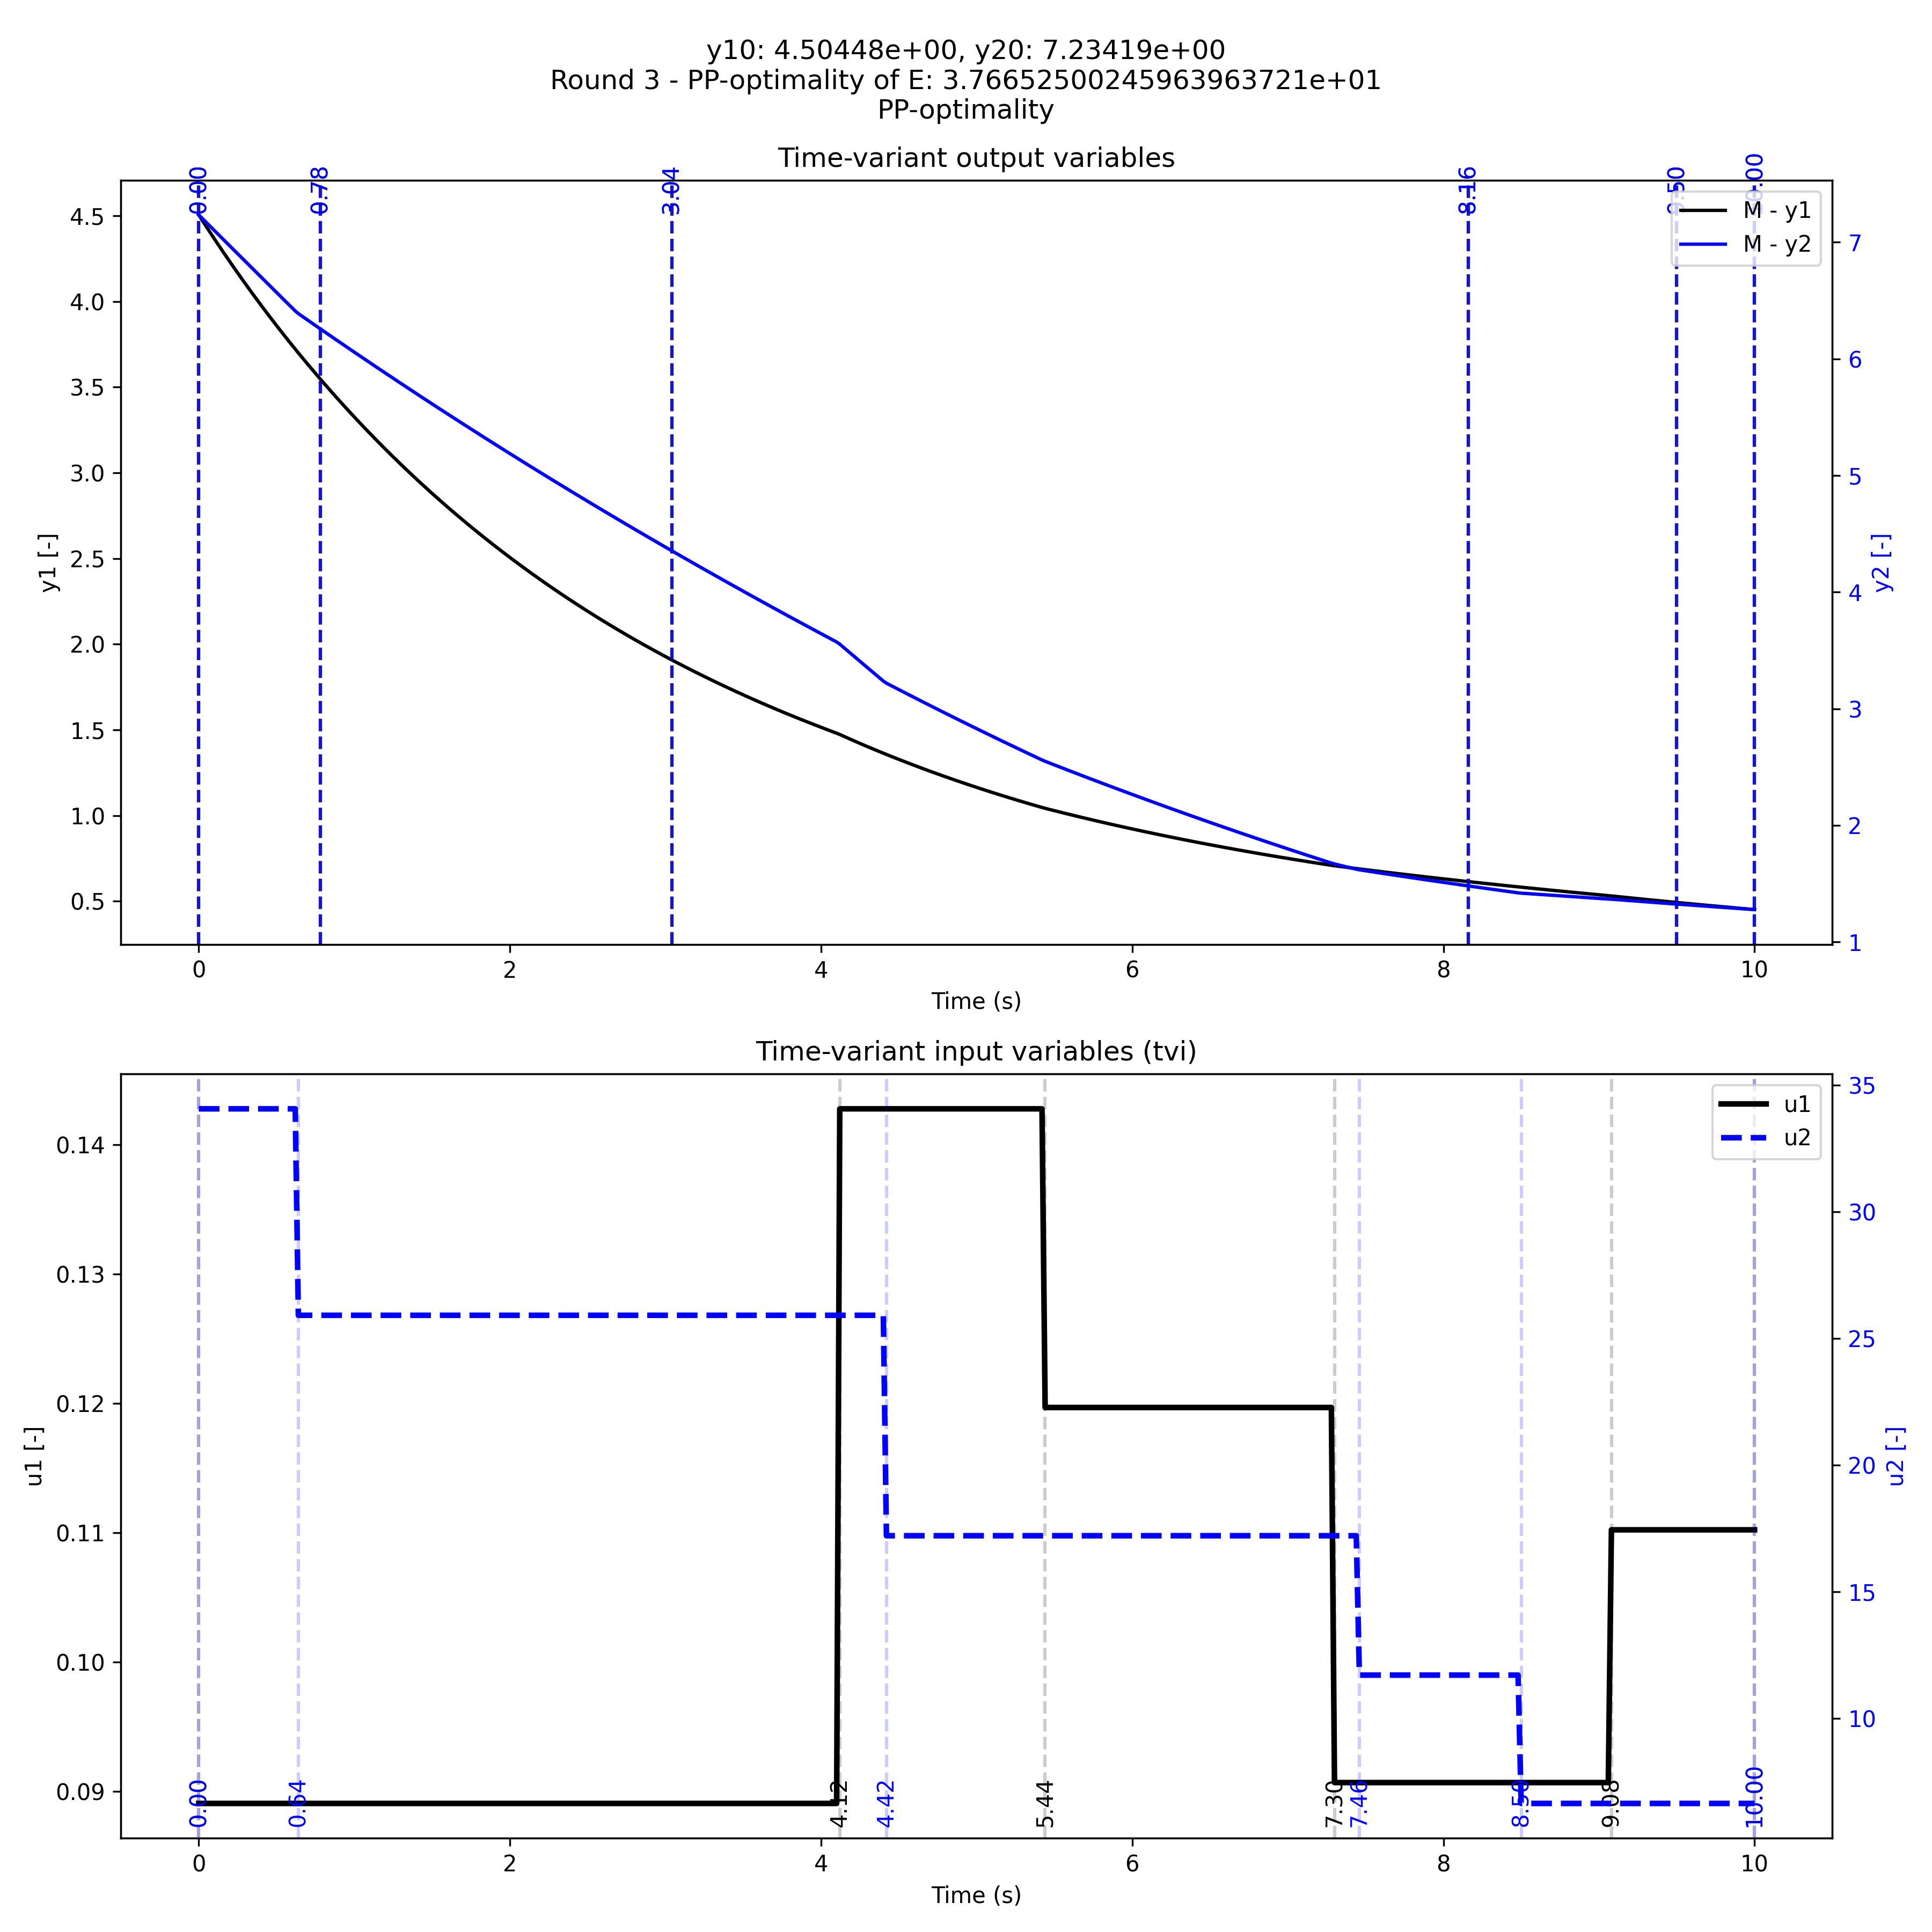 y10: 4.50448e+00, y20: 7.23419e+00
Round 3 - PP-optimality of E: 3.76652500245963963721e+01
PP-optimality
Time-variant output variables
0.00
0.78
3.04
8.16
9.50
M - y1
M - y2
4.5
4.0
3.5
3.0
2.5
2.0
1.5
1.0
0.5
y1 [-]
7
6
5
4
3
2
1
y2 [-]
0 2 4 6 8 10
Time (s)
Time-variant input variables (tvi)
u1
u2
0.14
0.13
0.12
0.11
0.10
0.09
u1 [-]
35
30
25
20
15
10
u2 [-]
0.00
0.64
4.12
4.42
5.44
7.30
7.46
8.50
9.08
10.00
0 2 4 6 8 10
Time (s)